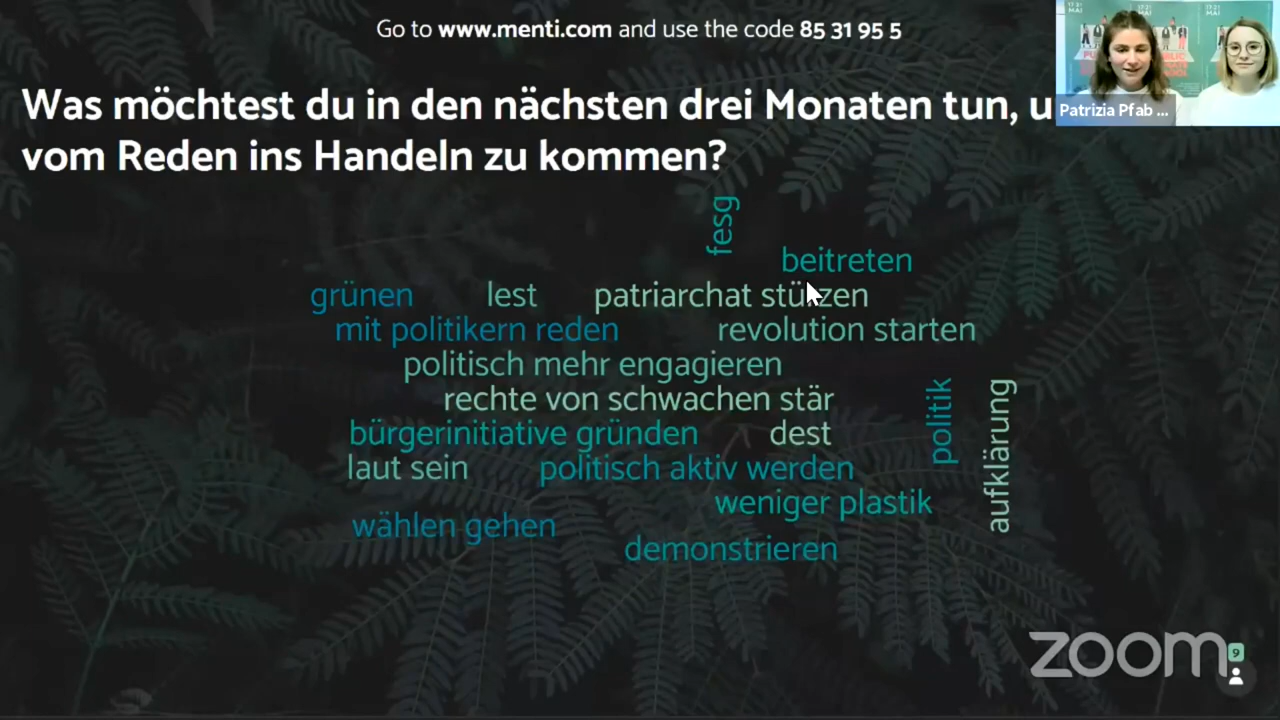 Go to www.menti.com and use the code 85 31 95 5
Was möchtest du in den nächsten drei Monaten tun, u
vom Reden ins Handeln zu kommen?
Patrizia Pfab ...
fesg
beitreten
grünen
lest
patriarchat stürzen
mit politikern reden
revolution starten
politisch mehr engagieren
rechte von schwachen stär
politik
aufklärung
bürgerinitiative gründen
dest
laut sein
politisch aktiv werden
weniger plastik
wählen gehen
demonstrieren
zoom
9